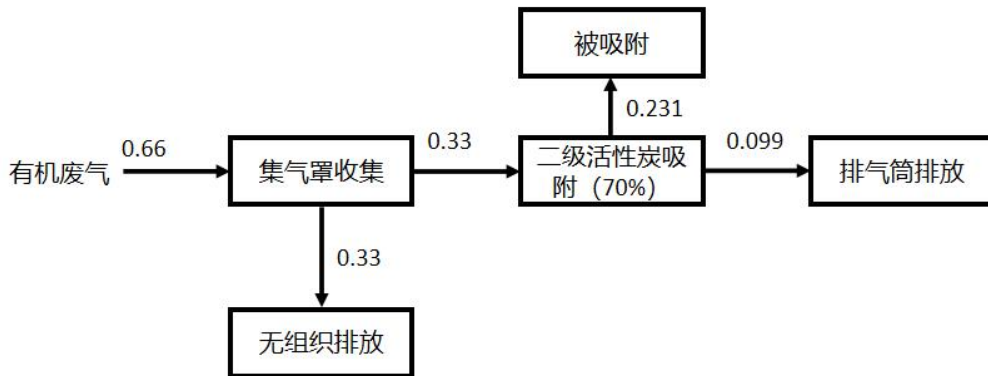 被吸附
0.231
有机废气
0.66
集气罩收集
0.33
二级活性炭吸
附（70%）
0.099
排气筒排放
0.33
无组织排放